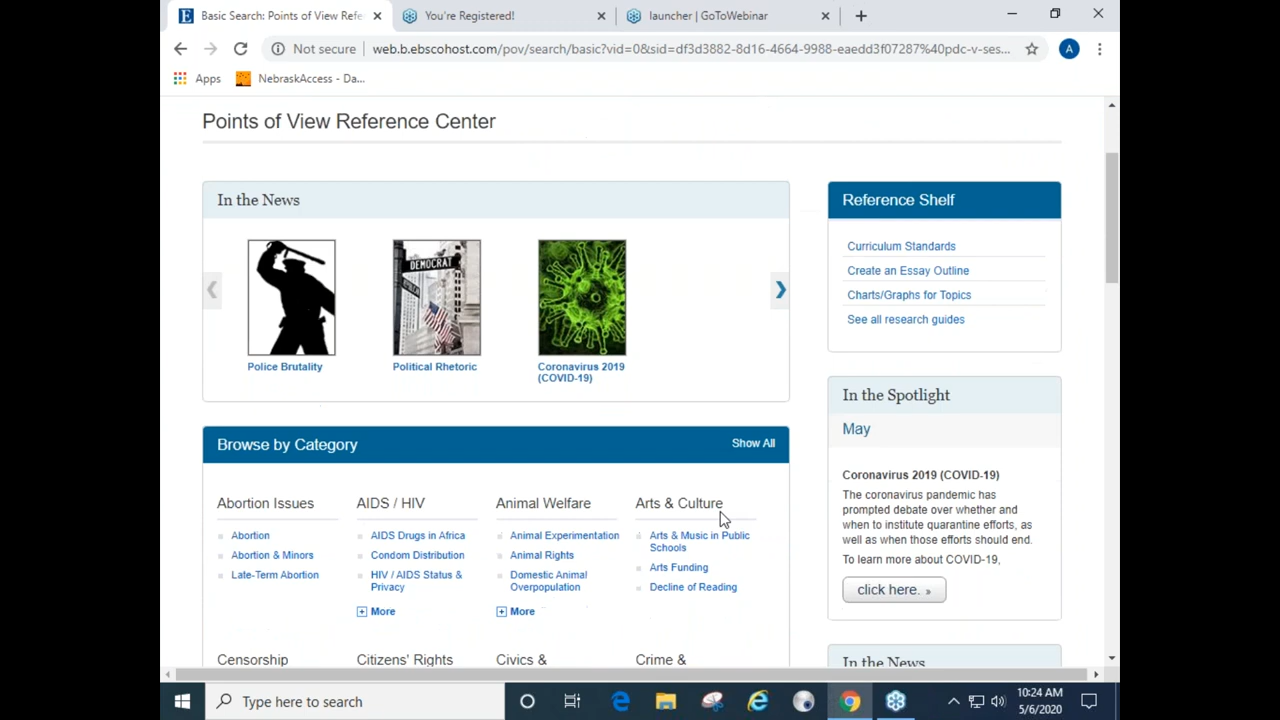 Basic Search: Points of View Refe
You're Registered!
launcher | GoToWebinar
Not secure
web.b.ebscohost.com/pov/search/basic?vid=0&sid=df3d3882-8d16-4664-9988-eaedd3f07287%40pdc-v-ses...
A
Apps
NebraskAccess - Da...
Points of View Reference Center
In the News
DEMOCRAT
Police Brutality
Political Rhetoric
Coronavirus 2019
(COVID-19)
Reference Shelf
Curriculum Standards
Create an Essay Outline
Charts/Graphs for Topics
See all research guides
Browse by Category
Show All
Abortion Issues
Abortion
Abortion & Minors
Late-Term Abortion
AIDS / HIV
AIDS Drugs in Africa
Condom Distribution
HIV / AIDS Status &
Privacy
More
Animal Welfare
Animal Experimentation
Animal Rights
Domestic Animal
Overpopulation
More
Arts & Culture
Arts & Music in Public
Schools
Arts Funding
Decline of Reading
Censorship
Citizens' Rights
Civics &
Crime &
In the Spotlight
May
Coronavirus 2019 (COVID-19)
The coronavirus pandemic has
prompted debate over whether and
when to institute quarantine efforts, as
well as when those efforts should end.
To learn more about COVID-19,
click here. »
In the News
Type here to search
10:24 AM
5/6/2020